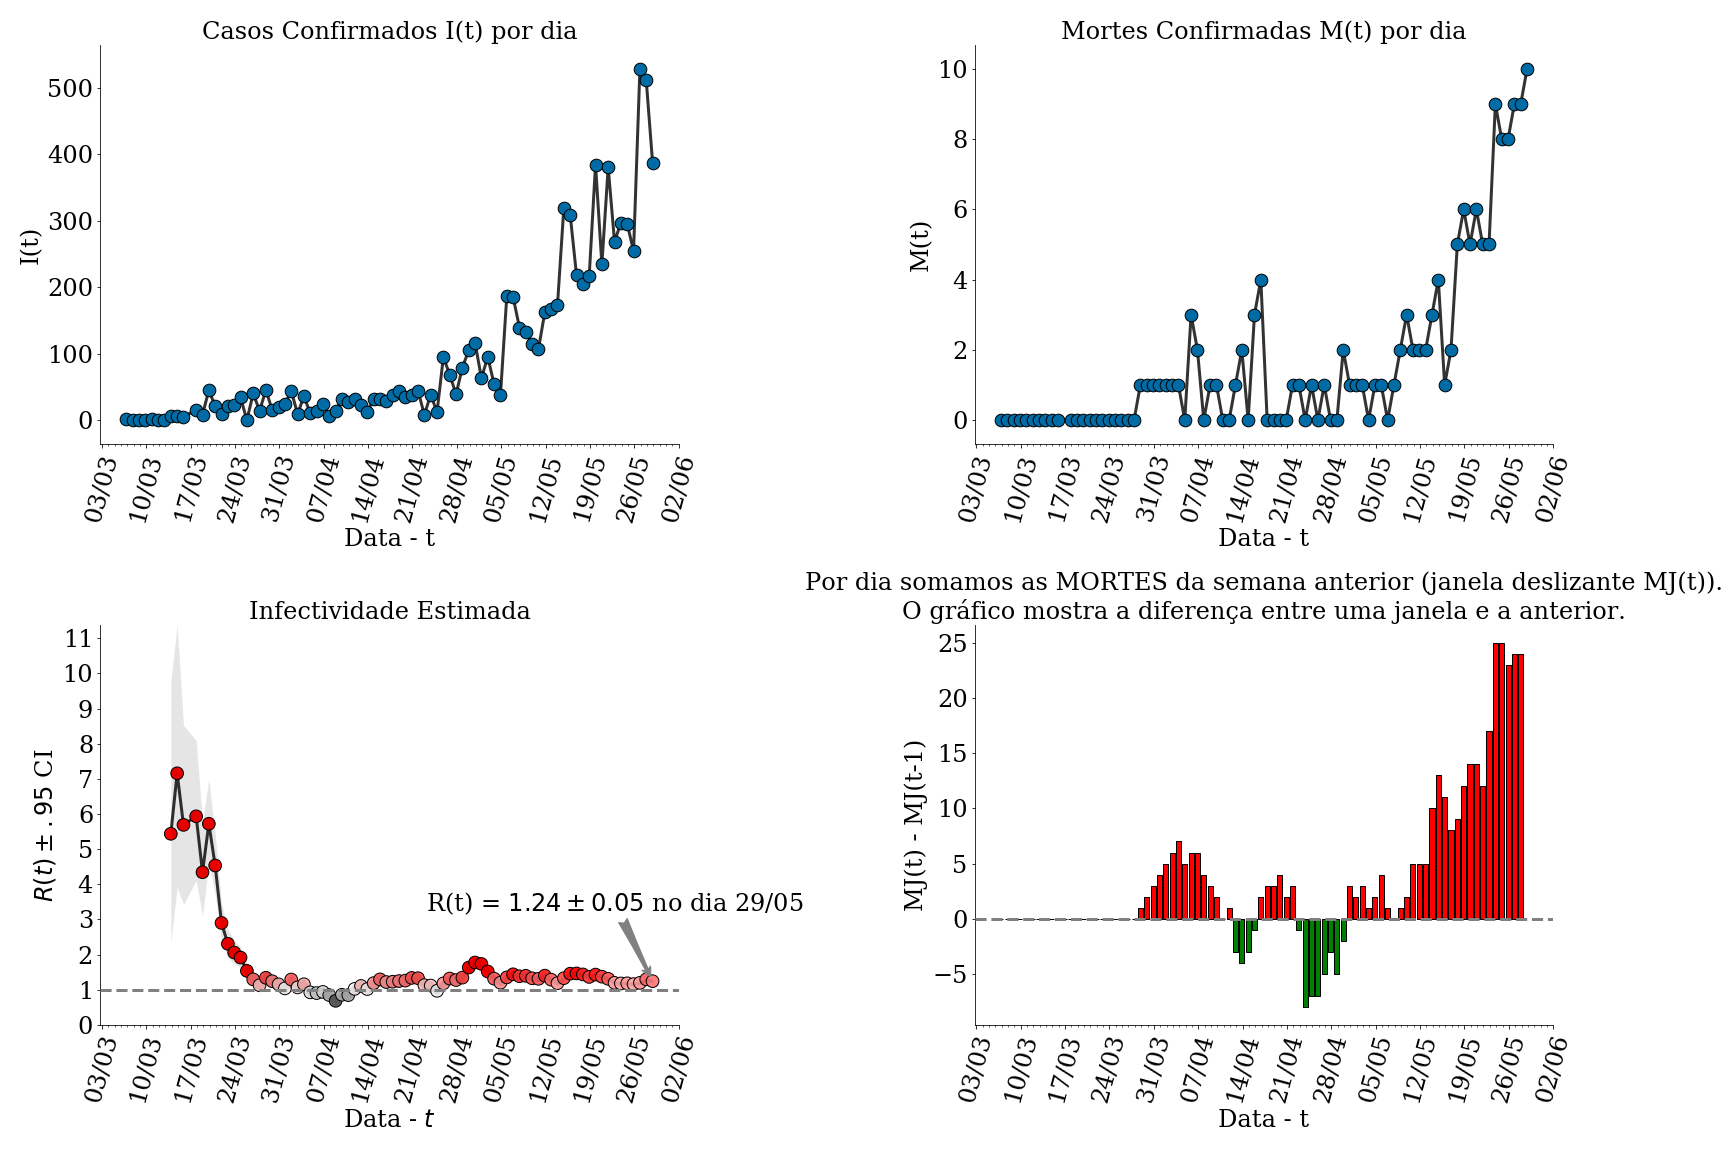 Casos Confirmados I(t) por dia
500
400
300
200
100
0
I(t)
03/03 10/03 17/03 24/03 31/03 07/04 14/04 21/04 28/04 05/05 12/05 19/05 26/05 02/06
Data - t
Mortes Confirmadas M(t) por dia
10
8
6
4
2
0
M(t)
03/03 10/03 17/03 24/03 31/03 07/04 14/04 21/04 28/04 05/05 12/05 19/05 26/05 02/06
Data - t
Infectividade Estimada
11
10
9
8
7
6
5
4
3
2
1
0
R(t) ± .95 CI
R(t) = 1.24 ± 0.05 no dia 29/05
03/03 10/03 17/03 24/03 31/03 07/04 14/04 21/04 28/04 05/05 12/05 19/05 26/05 02/06
Data - t
Por dia somamos as MORTES da semana anterior (janela deslizante MJ(t)).
O gráfico mostra a diferença entre uma janela e a anterior.
25
20
15
10
5
0
−5
MJ(t) - MJ(t-1)
03/03 10/03 17/03 24/03 31/03 07/04 14/04 21/04 28/04 05/05 12/05 19/05 26/05 02/06
Data - t